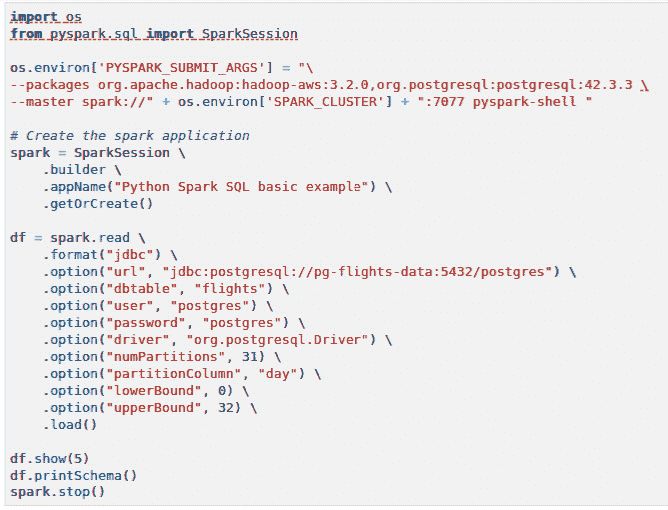 import os
from pyspark.sql import SparkSession

os.environ['PYSPARK_SUBMIT_ARGS'] = "\
--packages org.apache.hadoop:hadoop-aws:3.2.0,org.postgresql:postgresql:42.3.3 \
--master spark://" + os.environ['SPARK_CLUSTER'] + ":7077 pyspark-shell "

# Create the spark application
spark = SparkSession \
    .builder \
    .appName("Python Spark SQL basic example") \
    .getOrCreate()

df = spark.read \
    .format("jdbc") \
    .option("url", "jdbc:postgresql://pg-flights-data:5432/postgres") \
    .option("dbtable", "flights") \
    .option("user", "postgres") \
    .option("password", "postgres") \
    .option("driver", "org.postgresql.Driver") \
    .option("numPartitions", 31) \
    .option("partitionColumn", "day") \
    .option("lowerBound", 0) \
    .option("upperBound", 32) \
    .load()

df.show(5)
df.printSchema()
spark.stop()